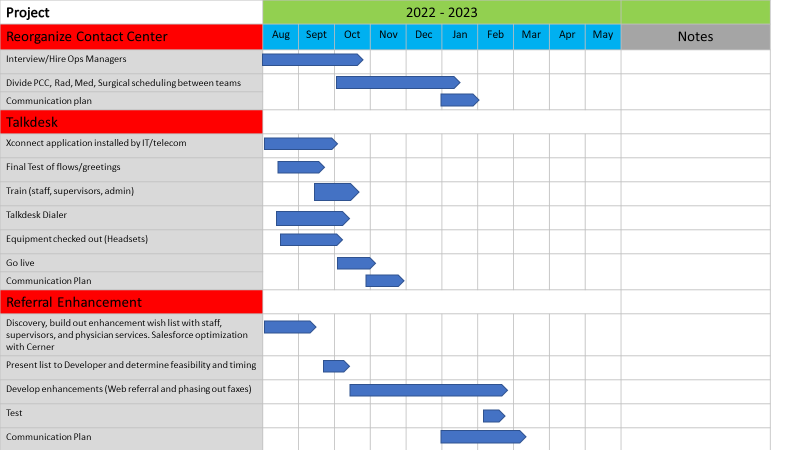 Project
2022 - 2023
Reorganize Contact Center
Aug Sept Oct Nov Dec Jan Feb Mar Apr May
Notes
Interview/Hire Ops Managers
Divide PCC, Rad, Med, Surgical scheduling between teams
Communication plan
Talkdesk
Xconnect application installed by IT/telecom
Final Test of flows/greetings
Train (staff, supervisors, admin)
Talkdesk Dialer
Equipment checked out (Headsets)
Go live
Communication Plan
Referral Enhancement
Discovery, build out enhancement wish list with staff,
supervisors, and physician services. Salesforce optimization
with Cerner
Present list to Developer and determine feasibility and timing
Develop enhancements (Web referral and phasing out faxes)
Test
Communication Plan